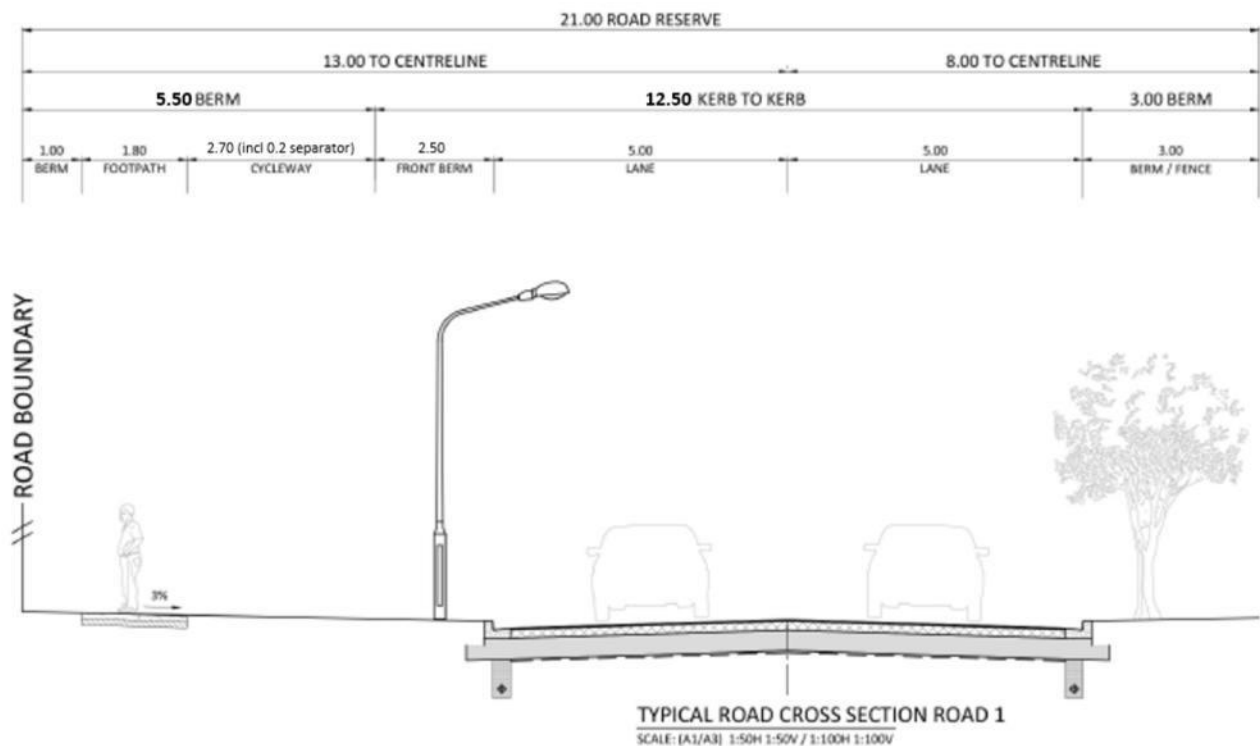 21.00 ROAD RESERVE
13.00 TO CENTRELINE
8.00 TO CENTRELINE
5.50 BERM
12.50 KERB TO KERB
3.00 BERM
1.00
BERM
1.80
FOOTPATH
2.70 (incl 0.2 separator)
CYCLEWAY
2.50
FRONT BERM
5.00
LANE
5.00
LANE
3.00
BERM / FENCE
ROAD BOUNDARY
3%
TYPICAL ROAD CROSS SECTION ROAD 1
SCALE: (A1/A3) 1:50H 1:50V / 1:100H 1:100V